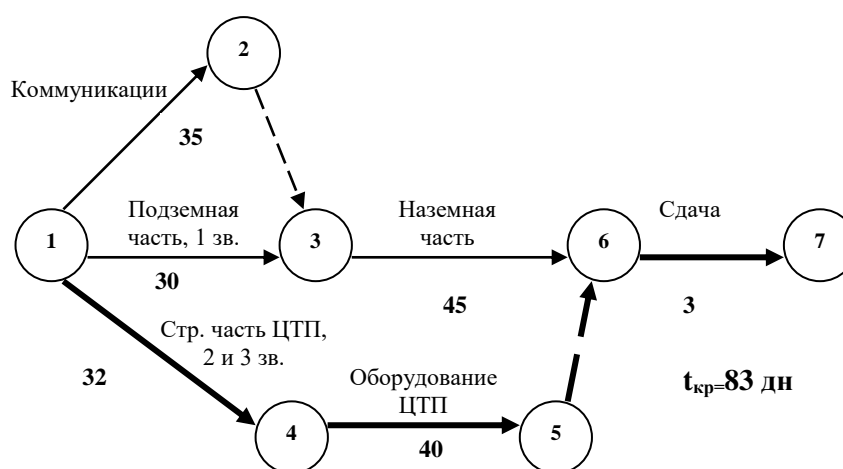 2
Коммуникации
35
1
Подземная
часть, 1 зв.
30
3
Наземная
часть
45
6
Сдача
3
7
Стр. часть ЦТП,
2 и 3 зв.
32
4
Оборудование
ЦТП
40
5
tкр=83 дн